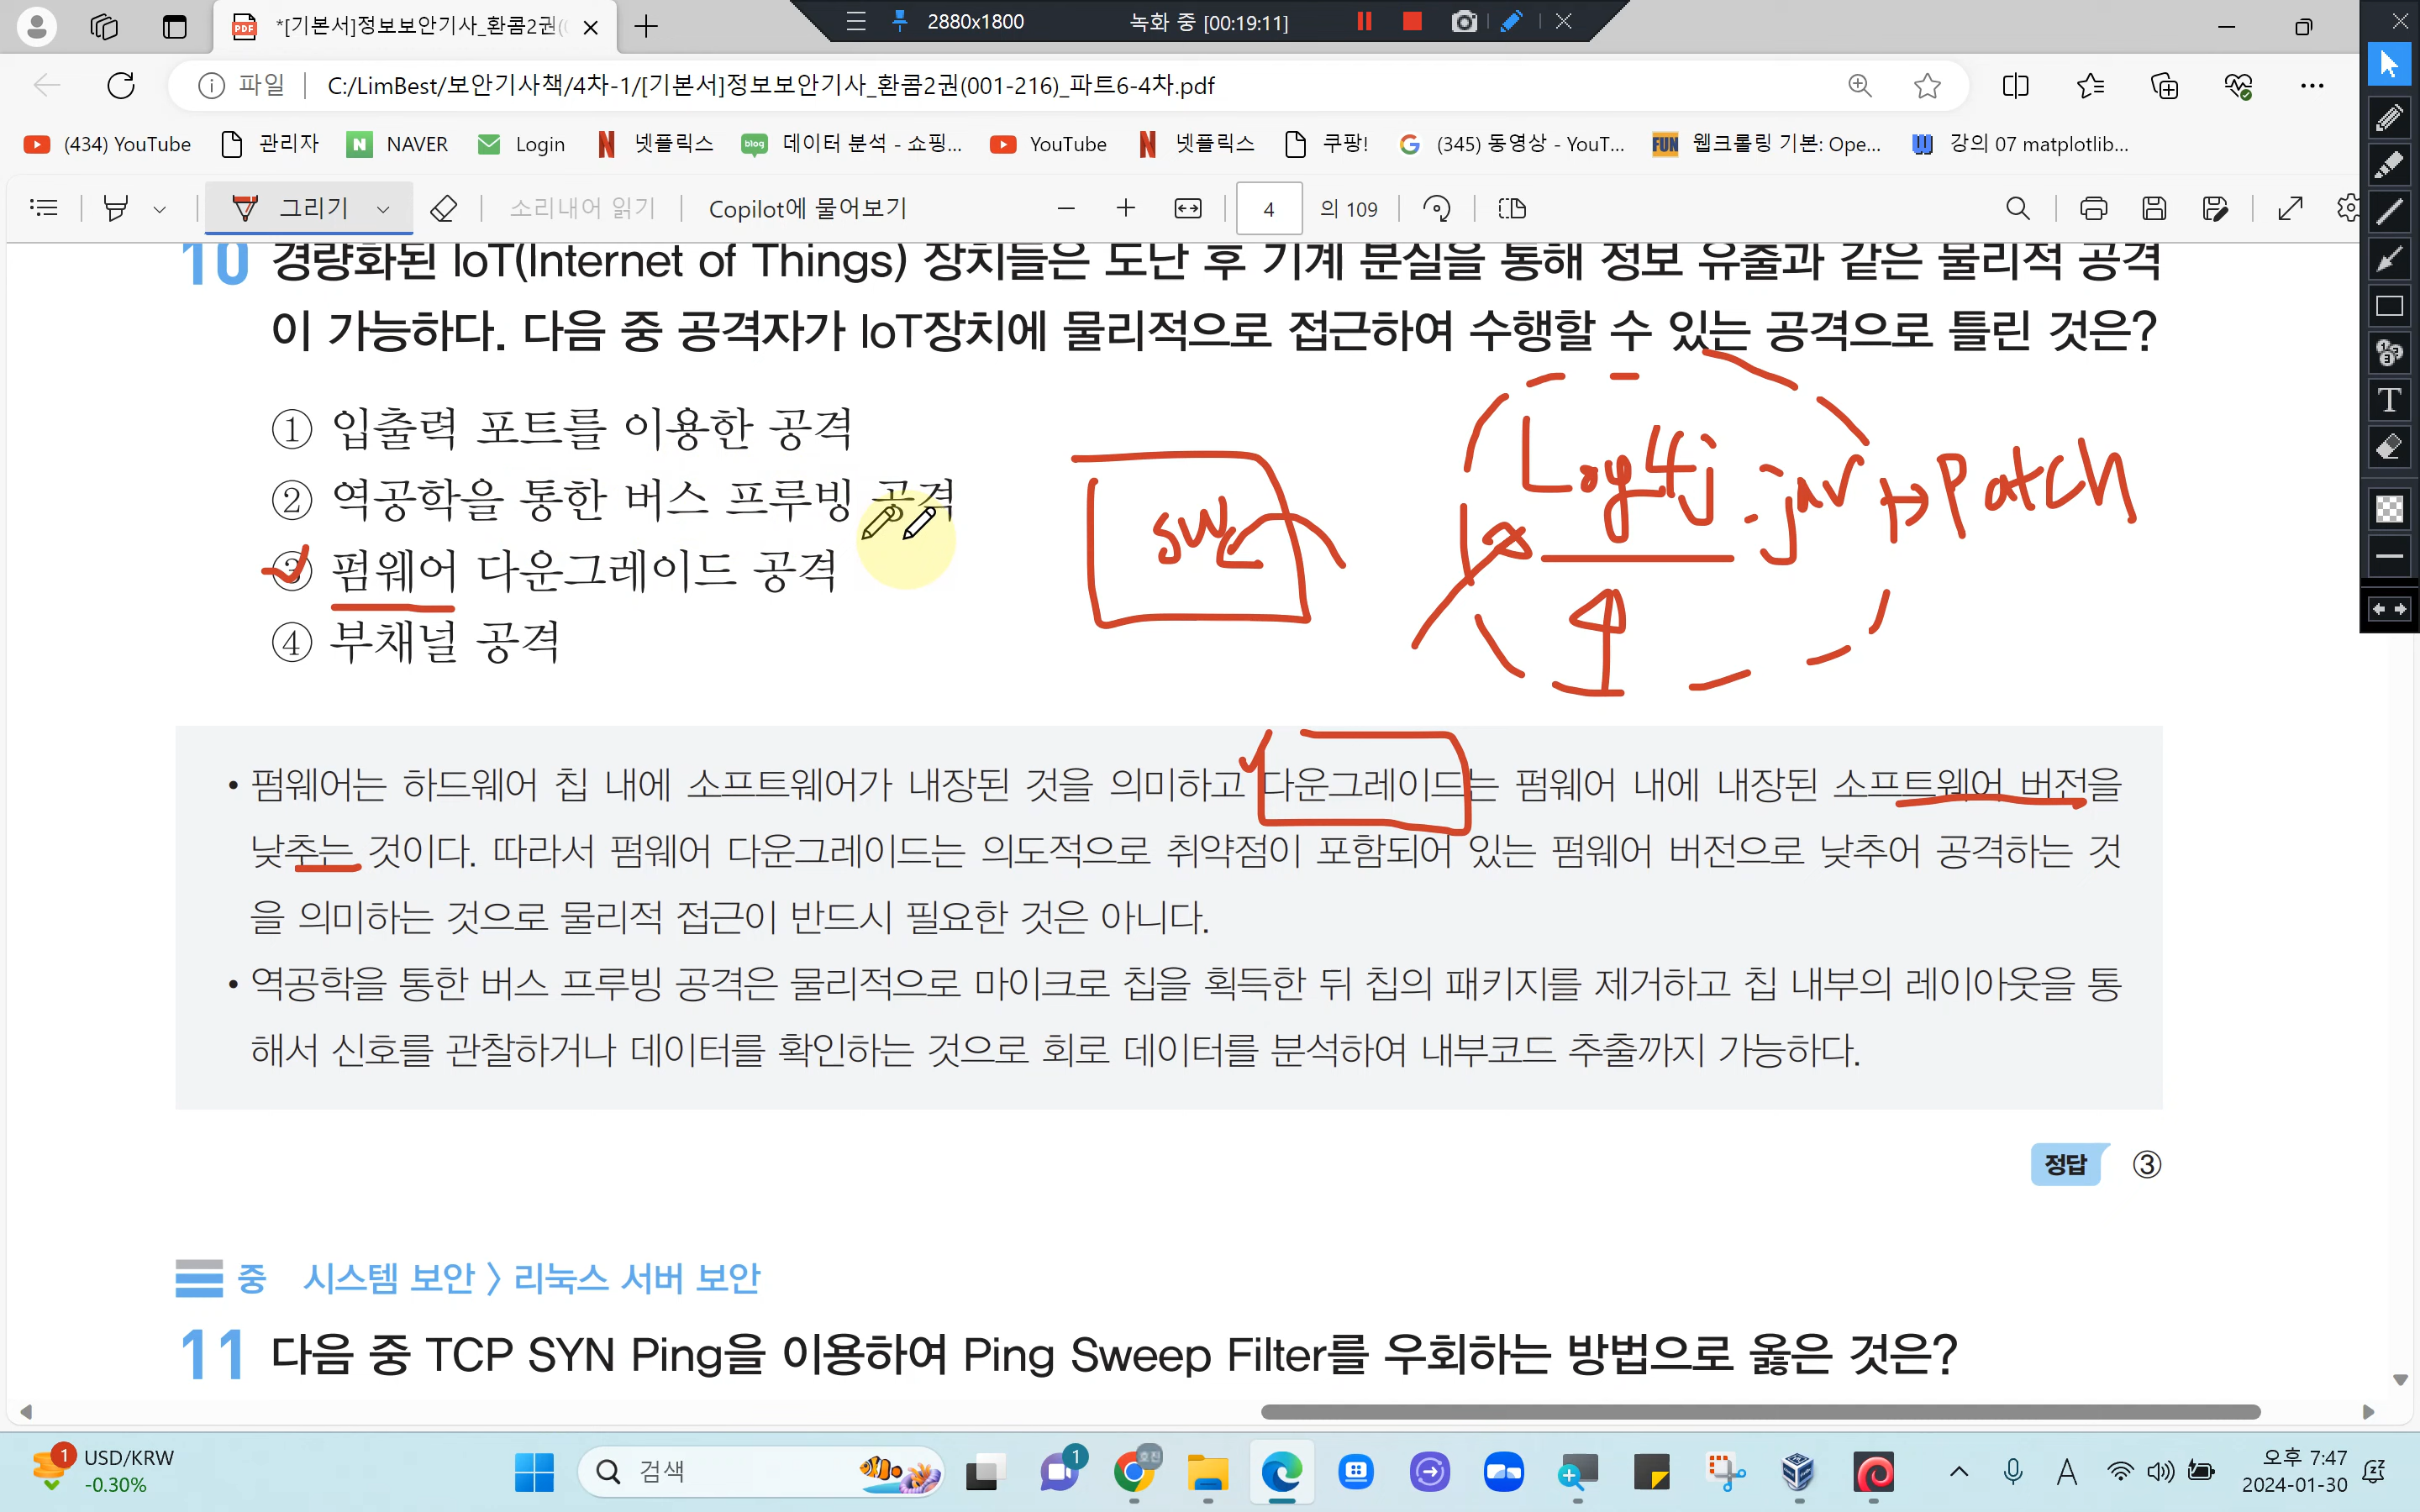 *[기본서]정보보안기사_환콤2권(
2880x1800
녹화 중 [00:19:11]
파일
C:/LimBest/보안기사책/4차-1/[기본서]정보보안기사_환콤2권(001-216)_파트6-4차.pdf
(434) YouTube
관리자
NAVER
Login
넷플릭스
데이터 분석 - 쇼핑...
YouTube
넷플릭스
쿠팡!
(345) 동영상 - YouT...
웹크롤링 기본: Ope...
강의 07 matplotlib...
그리기
소리내어 읽기
Copilot에 물어보기
4
의 109
10 경량화된 IoT(Internet of Things) 장치들은 도난 후 기계 분실을 통해 정보 유출과 같은 물리적 공격
이 가능하다. 다음 중 공격자가 IoT장치에 물리적으로 접근하여 수행할 수 있는 공격으로 틀린 것은?
① 입출력 포트를 이용한 공격
② 역공학을 통한 버스 프루빙 공격
③ 펌웨어 다운그레이드 공격
④ 부채널 공격
SW
Log4j.jar → Patch
• 펌웨어는 하드웨어 칩 내에 소프트웨어가 내장된 것을 의미하고 다운그레이드는 펌웨어 내에 내장된 소프트웨어 버전을
낮추는 것이다. 따라서 펌웨어 다운그레이드는 의도적으로 취약점이 포함되어 있는 펌웨어 버전으로 낮추어 공격하는 것
을 의미하는 것으로 물리적 접근이 반드시 필요한 것은 아니다.
• 역공학을 통한 버스 프루빙 공격은 물리적으로 마이크로 칩을 획득한 뒤 칩의 패키지를 제거하고 칩 내부의 레이아웃을 통
해서 신호를 관찰하거나 데이터를 확인하는 것으로 회로 데이터를 분석하여 내부코드 추출까지 가능하다.
정답 ③
중 시스템 보안 〉 리눅스 서버 보안
11 다음 중 TCP SYN Ping을 이용하여 Ping Sweep Filter를 우회하는 방법으로 옳은 것은?
1
USD/KRW
-0.30%
검색
1
호진
A
오후 7:47
2024-01-30